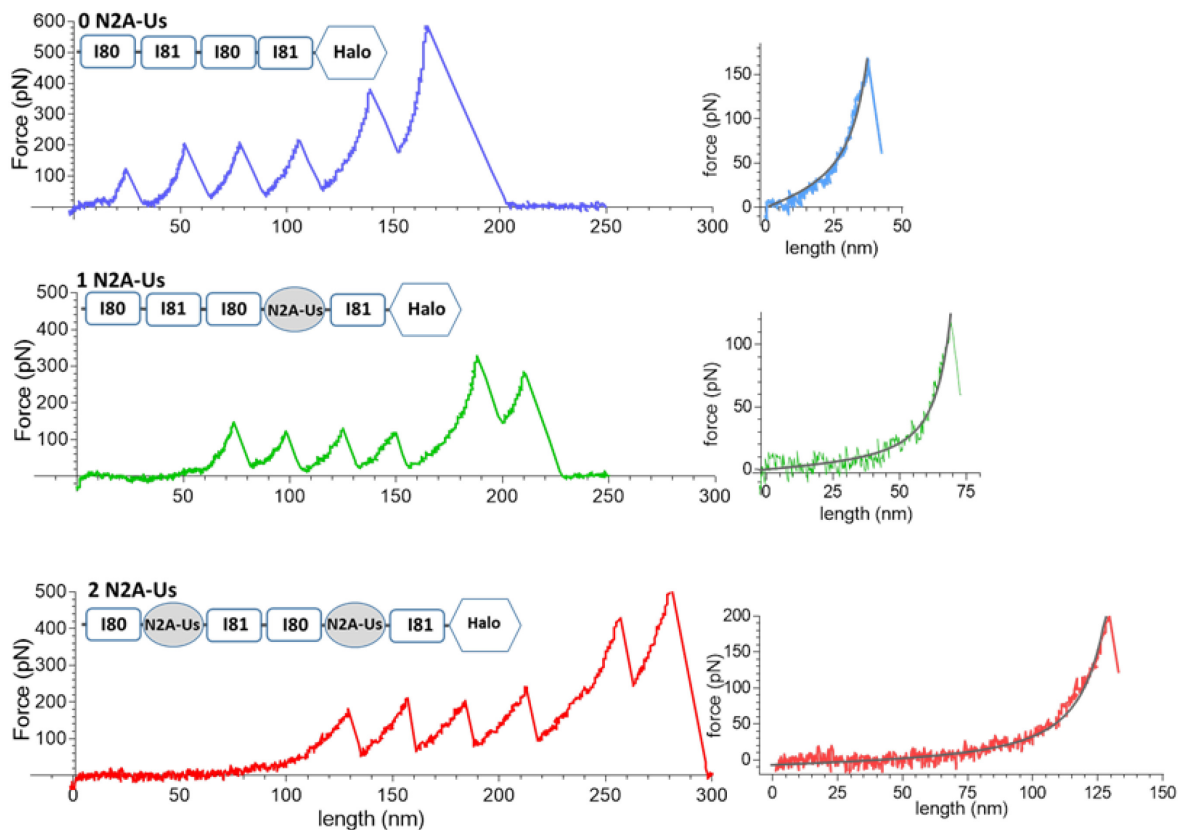 0 N2A-Us
I80 I81 I80 I81 Halo
Force (pN)
600
500
400
300
200
100
50 100 150 200 250 300
force (pN)
150
100
50
0
0 25 50
length (nm)
1 N2A-Us
I80 I81 I80 N2A-Us I81 Halo
Force (pN)
500
400
300
200
100
50 100 150 200 250 300
force (pN)
100
50
0
0 25 50 75
length (nm)
2 N2A-Us
I80 N2A-Us I81 I80 N2A-Us I81 Halo
Force (pN)
500
400
300
200
100
0 50 100 150 200 250 300
length (nm)
force (pN)
200
150
100
50
0
0 25 50 75 100 125 150
length (nm)